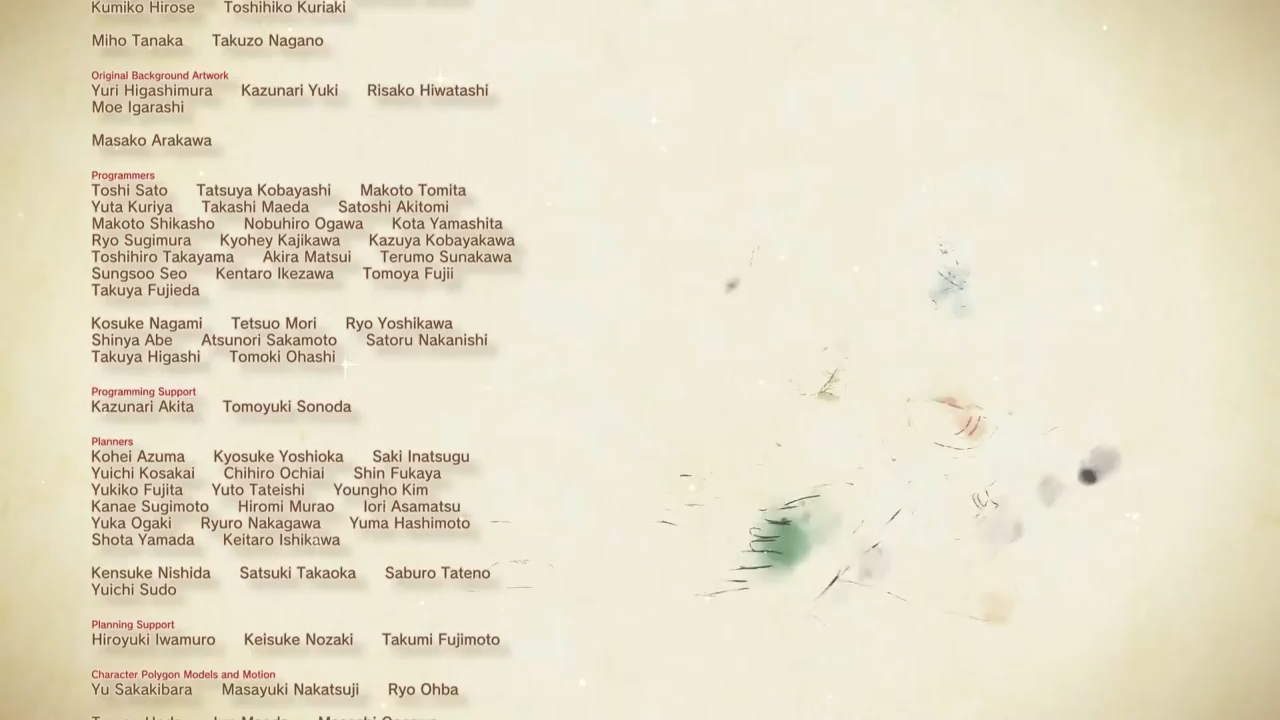 Kumiko Hirose Toshihiko Kuriaki
Miho Tanaka Takuzo Nagano
Original Background Artwork
Yuri Higashimura Kazunari Yuki Risako Hiwatashi
Moe Igarashi
Masako Arakawa
Programmers
Toshi Sato Tatsuya Kobayashi Makoto Tomita
Yuta Kuriya Takashi Maeda Satoshi Akitomi
Makoto Shikasho Nobuhiro Ogawa Kota Yamashita
Ryo Sugimura Kyohey Kajikawa Kazuya Kobayakawa
Toshihiro Takayama Akira Matsui Terumo Sunakawa
Sungsoo Seo Kentaro Ikezawa Tomoya Fujii
Takuya Fujieda
Kosuke Nagami Tetsuo Mori Ryo Yoshikawa
Shinya Abe Atsunori Sakamoto Satoru Nakanishi
Takuya Higashi Tomoki Ohashi
Programming Support
Kazunari Akita Tomoyuki Sonoda
Planners
Kohei Azuma Kyosuke Yoshioka Saki Inatsugu
Yuichi Kosakai Chihiro Ochiai Shin Fukaya
Yukiko Fujita Yuto Tateishi Youngho Kim
Kanae Sugimoto Hiromi Murao Iori Asamatsu
Yuka Ogaki Ryuro Nakagawa Yuma Hashimoto
Shota Yamada Keitaro Ishikawa
Kensuke Nishida Satsuki Takaoka Saburo Tateno
Yuichi Sudo
Planning Support
Hiroyuki Iwamuro Keisuke Nozaki Takumi Fujimoto
Character Polygon Models and Motion
Yu Sakakibara Masayuki Nakatsuji Ryo Ohba